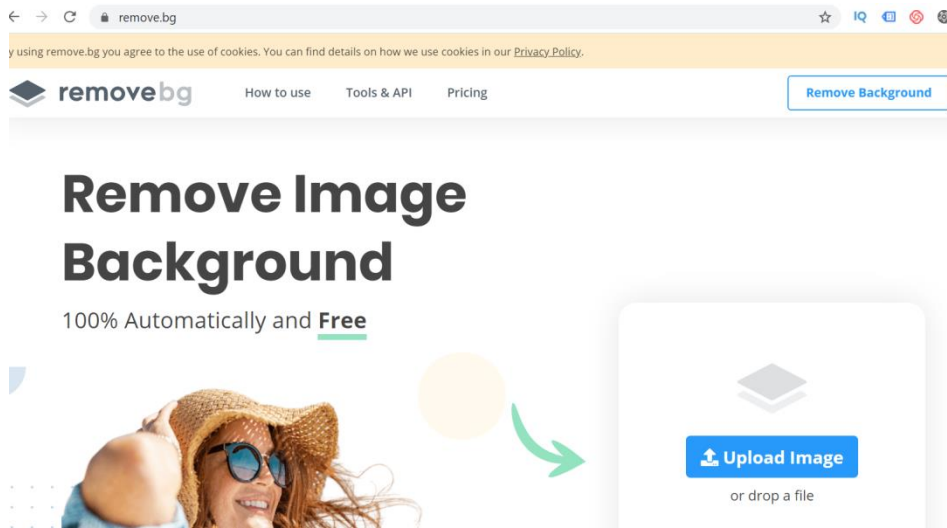 remove.bg
IQ
y using remove.bg you agree to the use of cookies. You can find details on how we use cookies in our Privacy Policy.
removebg How to use Tools & API Pricing Remove Background
Remove Image
Background
100% Automatically and Free
Upload Image
or drop a file